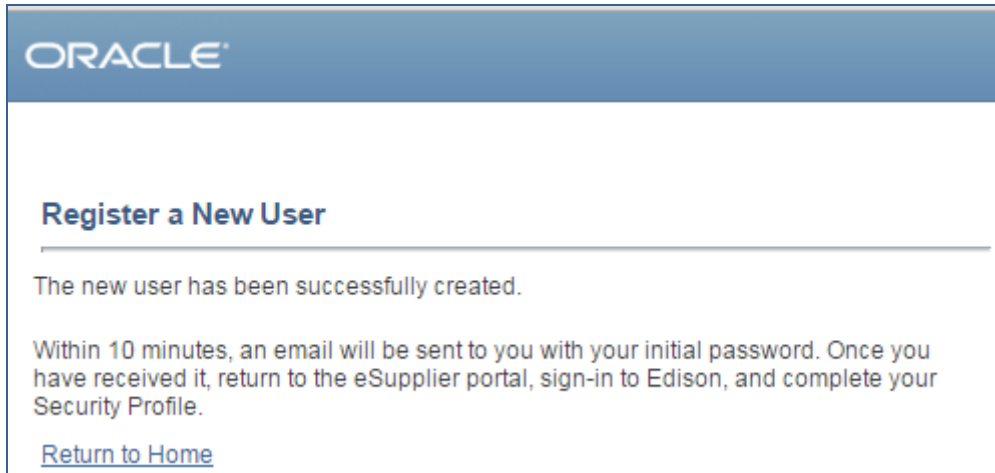 ORACLE®
Register a New User
The new user has been successfully created.
Within 10 minutes, an email will be sent to you with your initial password. Once you
have received it, return to the eSupplier portal, sign-in to Edison, and complete your
Security Profile.
Return to Home